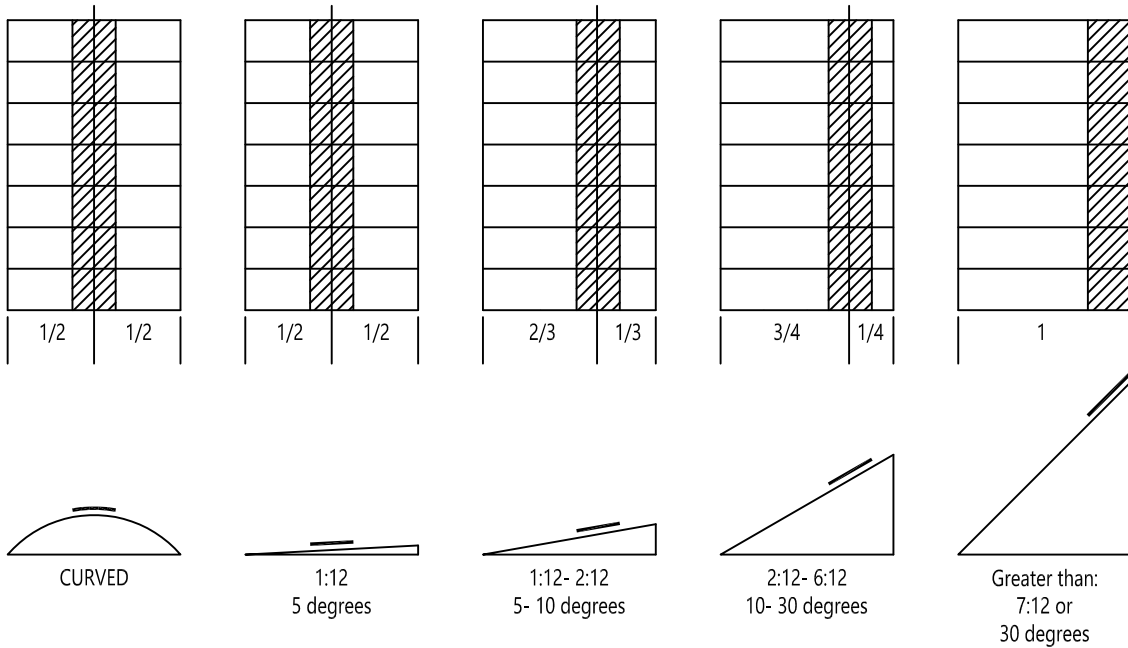 1/2 1/2 1/2 1/2 2/3 1/3 3/4 1/4 1
CURVED
1:12
5 degrees
1:12- 2:12
5- 10 degrees
2:12- 6:12
10- 30 degrees
Greater than:
7:12 or
30 degrees